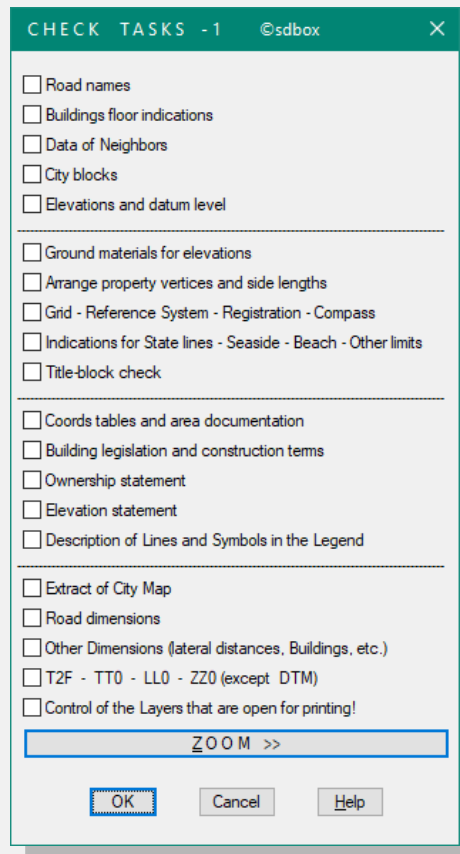 CHECK TASKS -1 ©sdbox
Road names
Buildings floor indications
Data of Neighbors
City blocks
Elevations and datum level
Ground materials for elevations
Arrange property vertices and side lengths
Grid - Reference System - Registration - Compass
Indications for State lines - Seaside - Beach - Other limits
Title-block check
Coords tables and area documentation
Building legislation and construction terms
Ownership statement
Elevation statement
Description of Lines and Symbols in the Legend
Extract of City Map
Road dimensions
Other Dimensions (lateral distances, Buildings, etc.)
T2F - TT0 - LL0 - ZZ0 (except DTM)
Control of the Layers that are open for printing!
ZOOM >>
OK Cancel Help